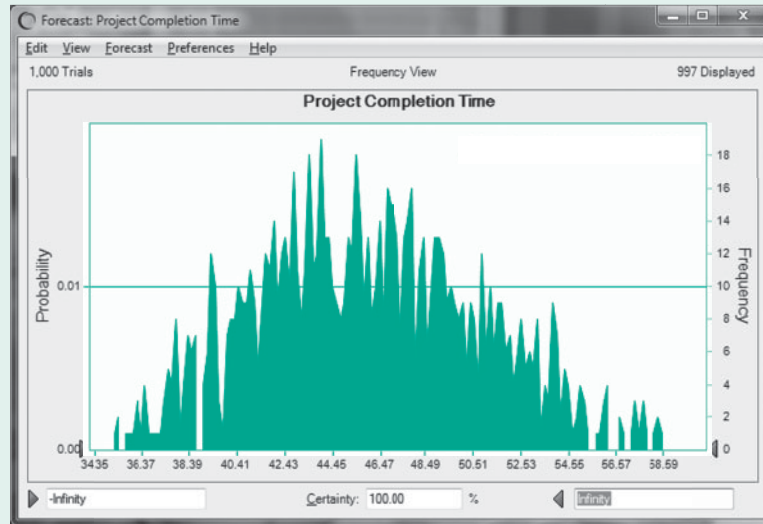 Forecast: Project Completion Time
Edit View Forecast Preferences Help
1,000 Trials Frequency View 997 Displayed
Project Completion Time
Probability
0.01
0.00
Frequency
18
16
14
12
10
8
6
4
2
0
3435 36.37 38.39 40.41 42.43 44.45 46.47 48.49 50.51 52.53 54.55 56.57 58.59
-Infinity Certainty: 100.00 % Infinity